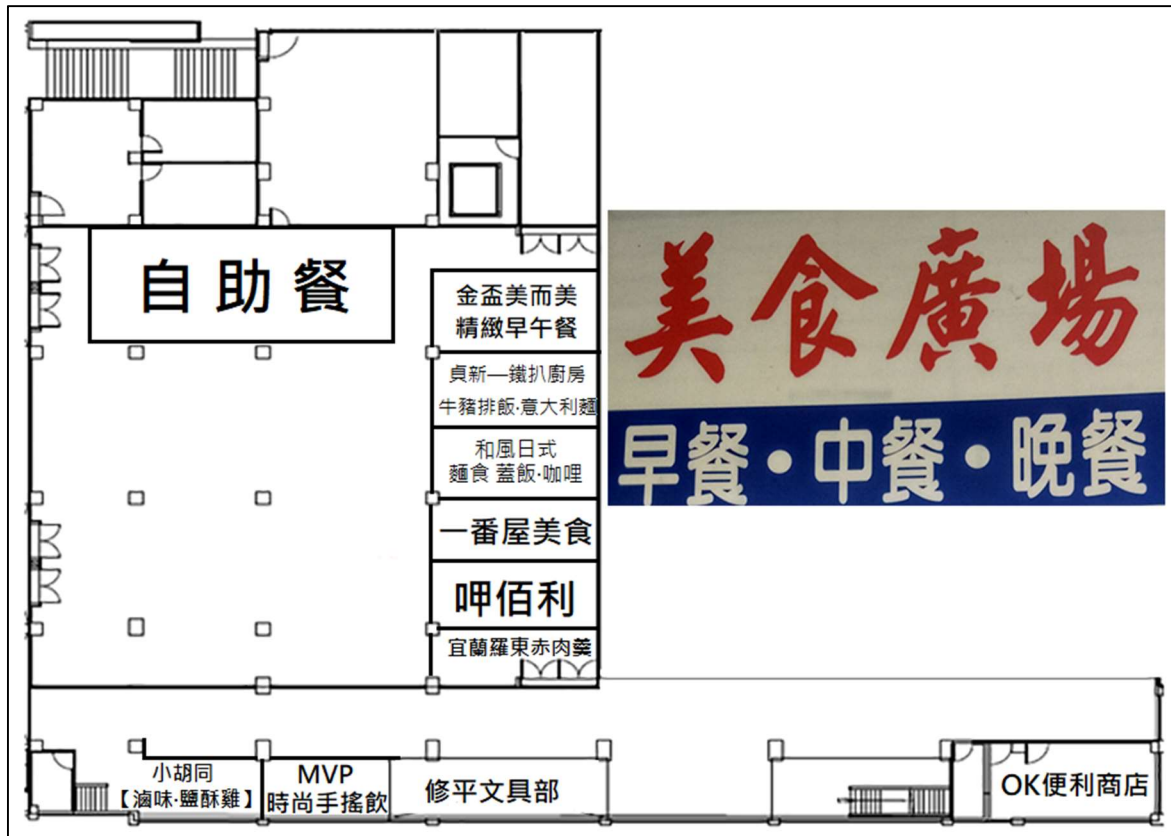 自助餐
金盃美而美
精緻早午餐
貞新—鐵扒廚房
牛豬排飯·意大利麵
和風日式
麵食 蓋飯·咖哩
一番屋美食
呷佰利
宜蘭羅東赤肉羹
美食廣場
早餐•中餐•晚餐
小胡同
【滷味·鹽酥雞】
MVP
時尚手搖飲
修平文具部
OK便利商店